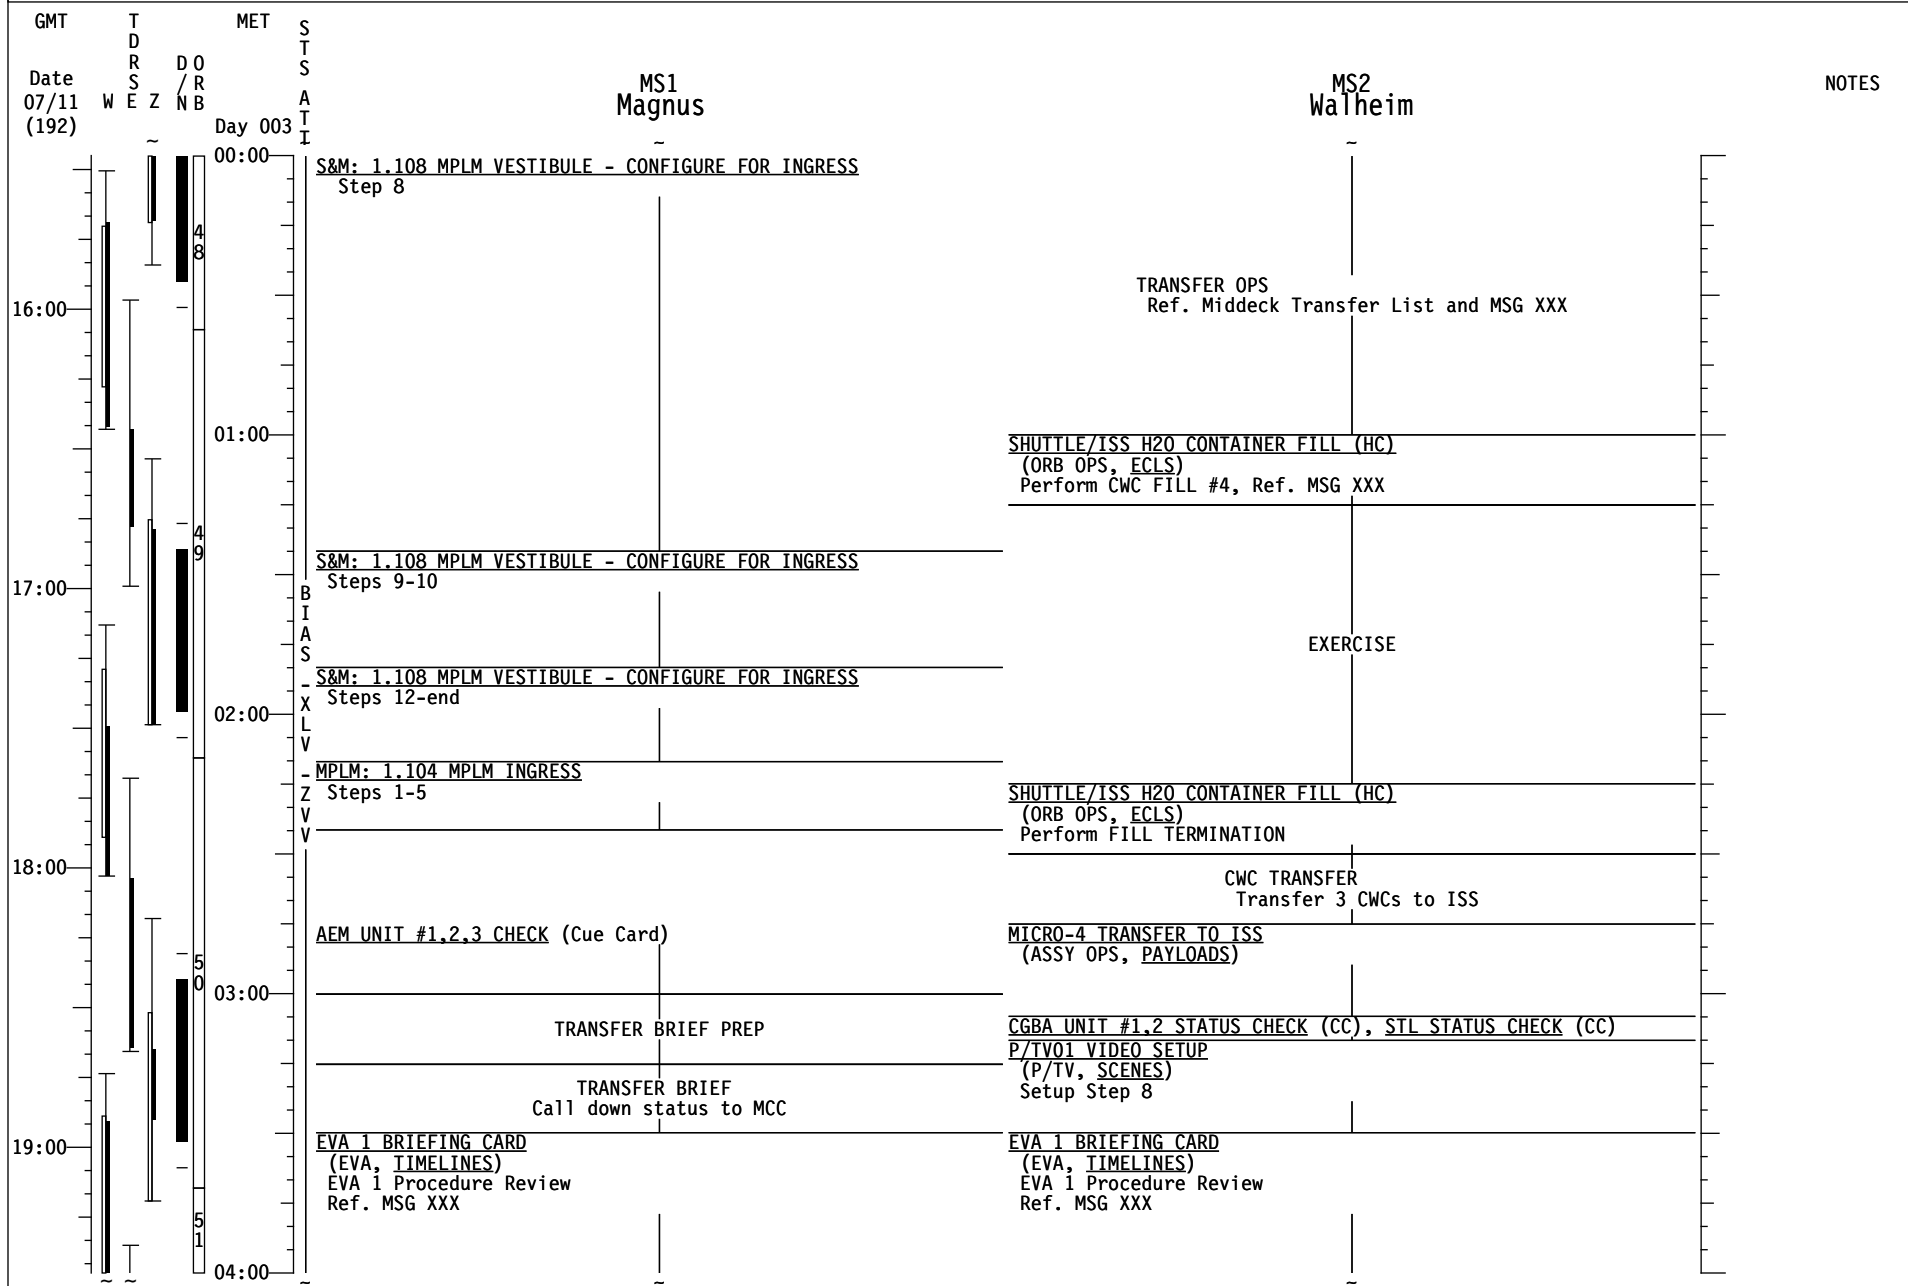 GMT
TDRSE
MET
STS ATT
D/N
ORB
Date
07/11
(192)
W E Z
Day 003
MS1
Magnus
MS2
Walheim
NOTES
~ ~ ~
00:00
S&M: 1.108 MPLM VESTIBULE - CONFIGURE FOR INGRESS
Step 8
48
TRANSFER OPS
Ref. Middeck Transfer List and MSG XXX
16:00
01:00
SHUTTLE/ISS H2O CONTAINER FILL (HC)
(ORB OPS, ECLS)
Perform CWC FILL #4, Ref. MSG XXX
49
S&M: 1.108 MPLM VESTIBULE - CONFIGURE FOR INGRESS
Steps 9-10
17:00
BIAS -XLV -ZVV
EXERCISE
S&M: 1.108 MPLM VESTIBULE - CONFIGURE FOR INGRESS
Steps 12-end
02:00
MPLM: 1.104 MPLM INGRESS
Steps 1-5
SHUTTLE/ISS H2O CONTAINER FILL (HC)
(ORB OPS, ECLS)
Perform FILL TERMINATION
18:00
CWC TRANSFER
Transfer 3 CWCs to ISS
AEM UNIT #1,2,3 CHECK (Cue Card)
MICRO-4 TRANSFER TO ISS
(ASSY OPS, PAYLOADS)
50
03:00
TRANSFER BRIEF PREP
CGBA UNIT #1,2 STATUS CHECK (CC), STL STATUS CHECK (CC)
P/TV01 VIDEO SETUP
(P/TV, SCENES)
Setup Step 8
TRANSFER BRIEF
Call down status to MCC
19:00
EVA 1 BRIEFING CARD
(EVA, TIMELINES)
EVA 1 Procedure Review
Ref. MSG XXX
EVA 1 BRIEFING CARD
(EVA, TIMELINES)
EVA 1 Procedure Review
Ref. MSG XXX
51
04:00
~ ~ ~ ~ ~